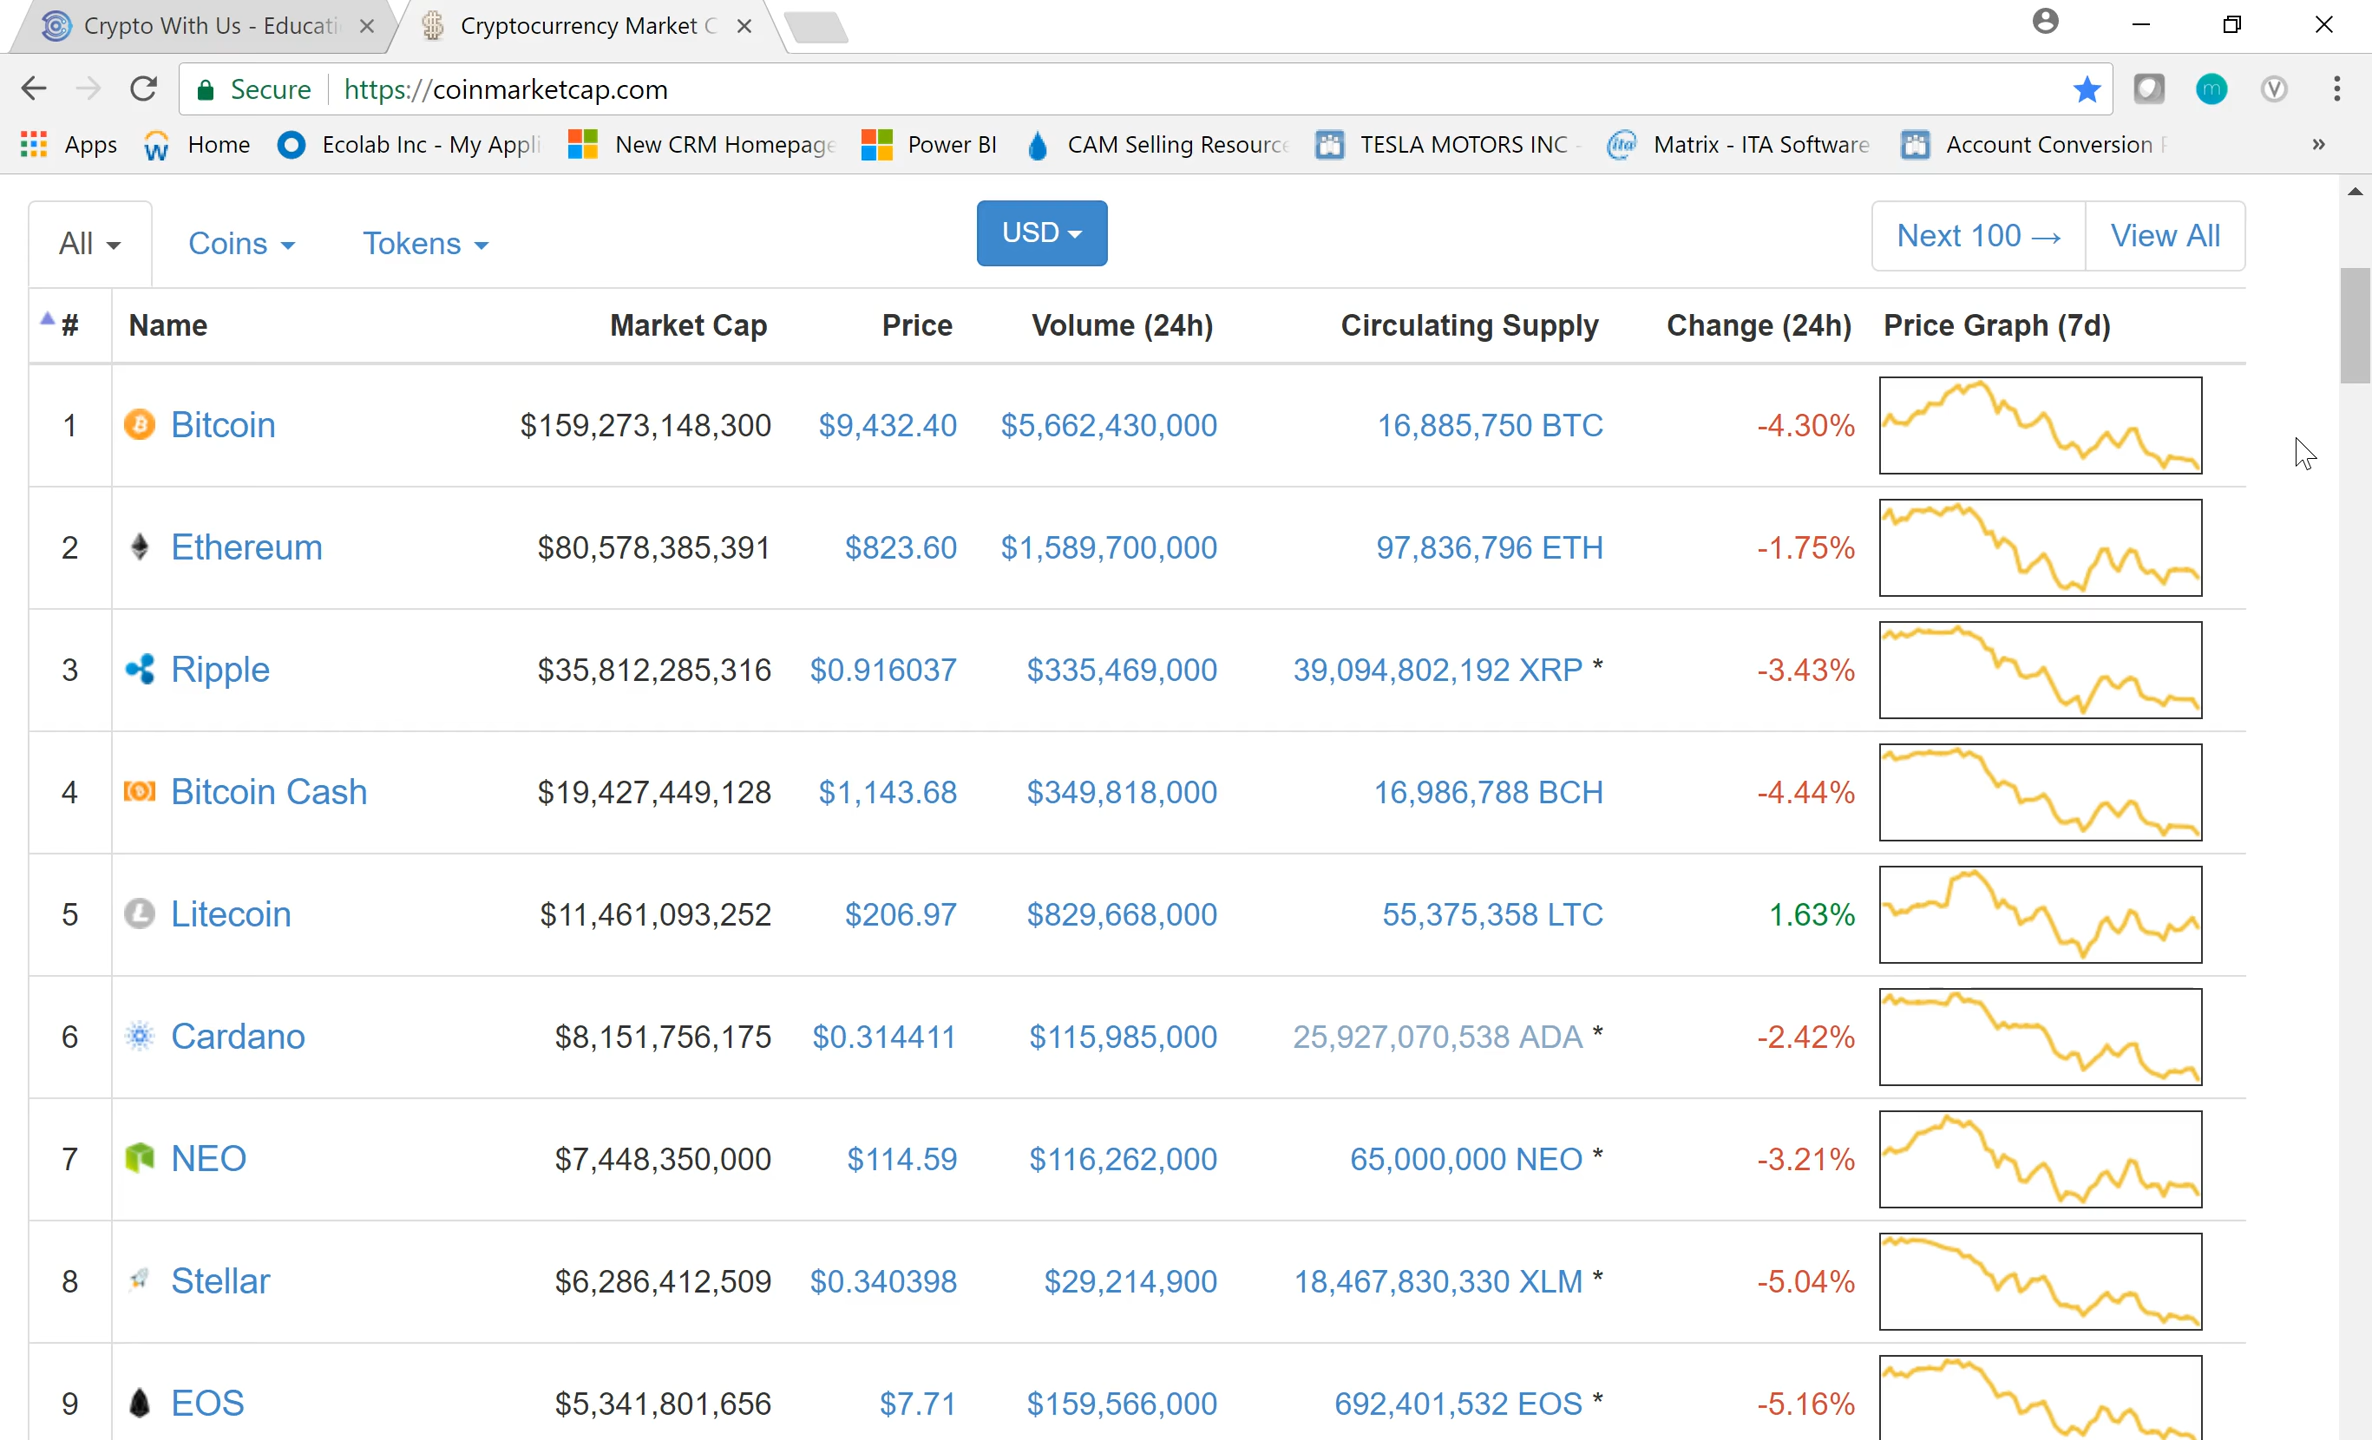 Crypto With Us - Educati
Cryptocurrency Market C
Secure https://coinmarketcap.com
Apps Home Ecolab Inc - My Appli New CRM Homepage Power BI CAM Selling Resource TESLA MOTORS INC - Matrix - ITA Software Account Conversion »
All Coins Tokens USD Next 100 → View All
# Name Market Cap Price Volume (24h) Circulating Supply Change (24h) Price Graph (7d)
1 Bitcoin $159,273,148,300 $9,432.40 $5,662,430,000 16,885,750 BTC -4.30%
2 Ethereum $80,578,385,391 $823.60 $1,589,700,000 97,836,796 ETH -1.75%
3 Ripple $35,812,285,316 $0.916037 $335,469,000 39,094,802,192 XRP * -3.43%
4 Bitcoin Cash $19,427,449,128 $1,143.68 $349,818,000 16,986,788 BCH -4.44%
5 Litecoin $11,461,093,252 $206.97 $829,668,000 55,375,358 LTC 1.63%
6 Cardano $8,151,756,175 $0.314411 $115,985,000 25,927,070,538 ADA * -2.42%
7 NEO $7,448,350,000 $114.59 $116,262,000 65,000,000 NEO * -3.21%
8 Stellar $6,286,412,509 $0.340398 $29,214,900 18,467,830,330 XLM * -5.04%
9 EOS $5,341,801,656 $7.71 $159,566,000 692,401,532 EOS * -5.16%